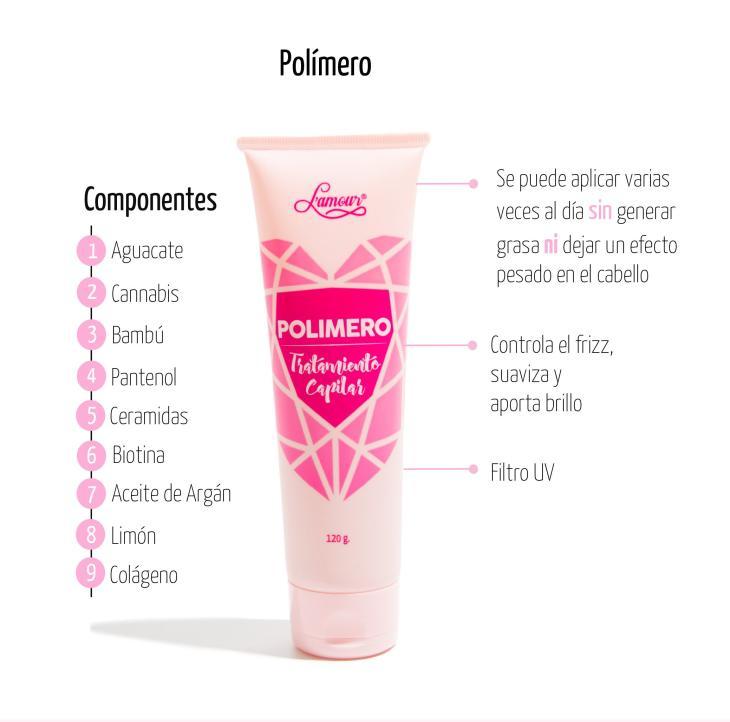 Polímero
Componentes
1 Aguacate
2 Cannabis
3 Bambú
4 Pantenol
5 Ceramidas
6 Biotina
7 Aceite de Argán
8 Limón
9 Colágeno
L'amour®
POLIMERO
Tratamiento
Capilar
120 g.
Se puede aplicar varias
veces al día sin generar
grasa ni dejar un efecto
pesado en el cabello
Controla el frizz,
suaviza y
aporta brillo
Filtro UV